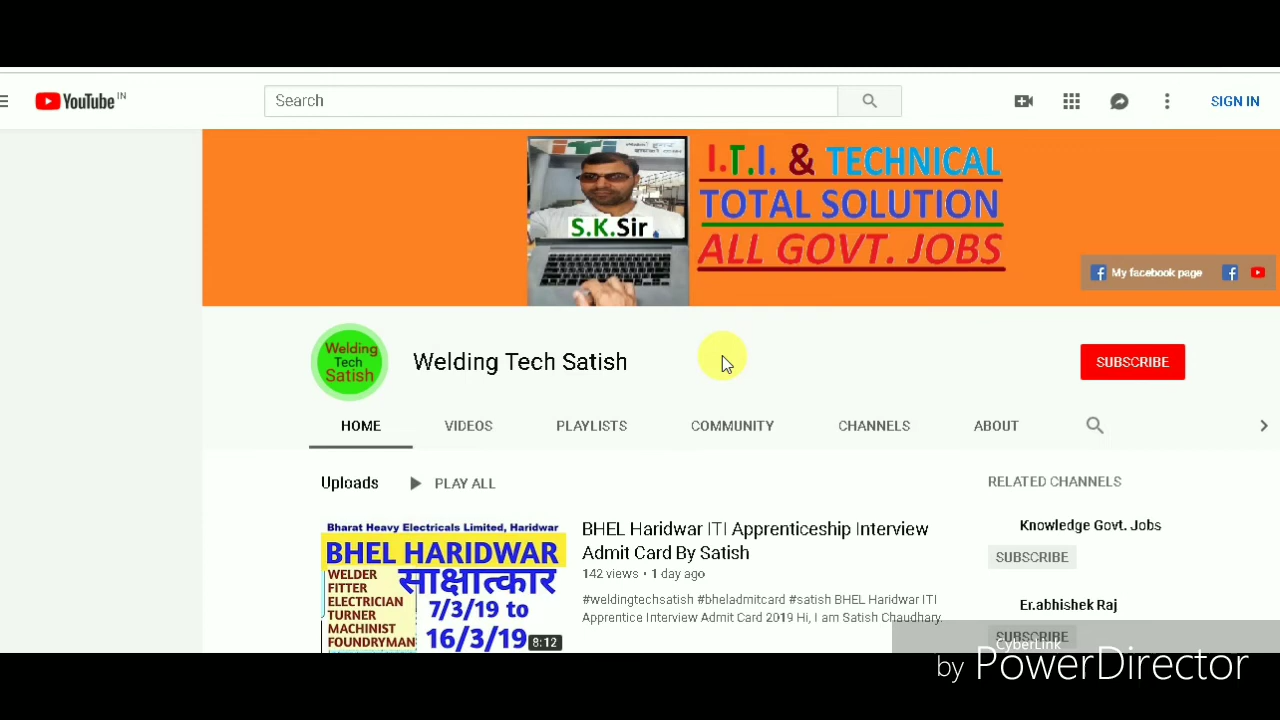 YouTube IN
Search
SIGN IN
S.K.Sir
I.T.I. & TECHNICAL
TOTAL SOLUTION
ALL GOVT. JOBS
My facebook page
Welding
Tech
Satish
Welding Tech Satish
SUBSCRIBE
HOME VIDEOS PLAYLISTS COMMUNITY CHANNELS ABOUT
Uploads PLAY ALL
RELATED CHANNELS
Bharat Heavy Electricals Limited, Haridwar
BHEL HARIDWAR
साक्षात्कार
WELDER
FITTER
ELECTRICIAN
TURNER
MACHINIST
FOUNDRYMAN
7/3/19 to
16/3/19
8:12
BHEL Haridwar ITI Apprenticeship Interview
Admit Card By Satish
142 views • 1 day ago
#weldingtechsatish #bheladmitcard #satish BHEL Haridwar ITI
Apprentice Interview Admit Card 2019 Hi, I am Satish Chaudhary.
Knowledge Govt. Jobs
SUBSCRIBE
Er.abhishek Raj
SUBSCRIBE
CyberLink
by PowerDirector